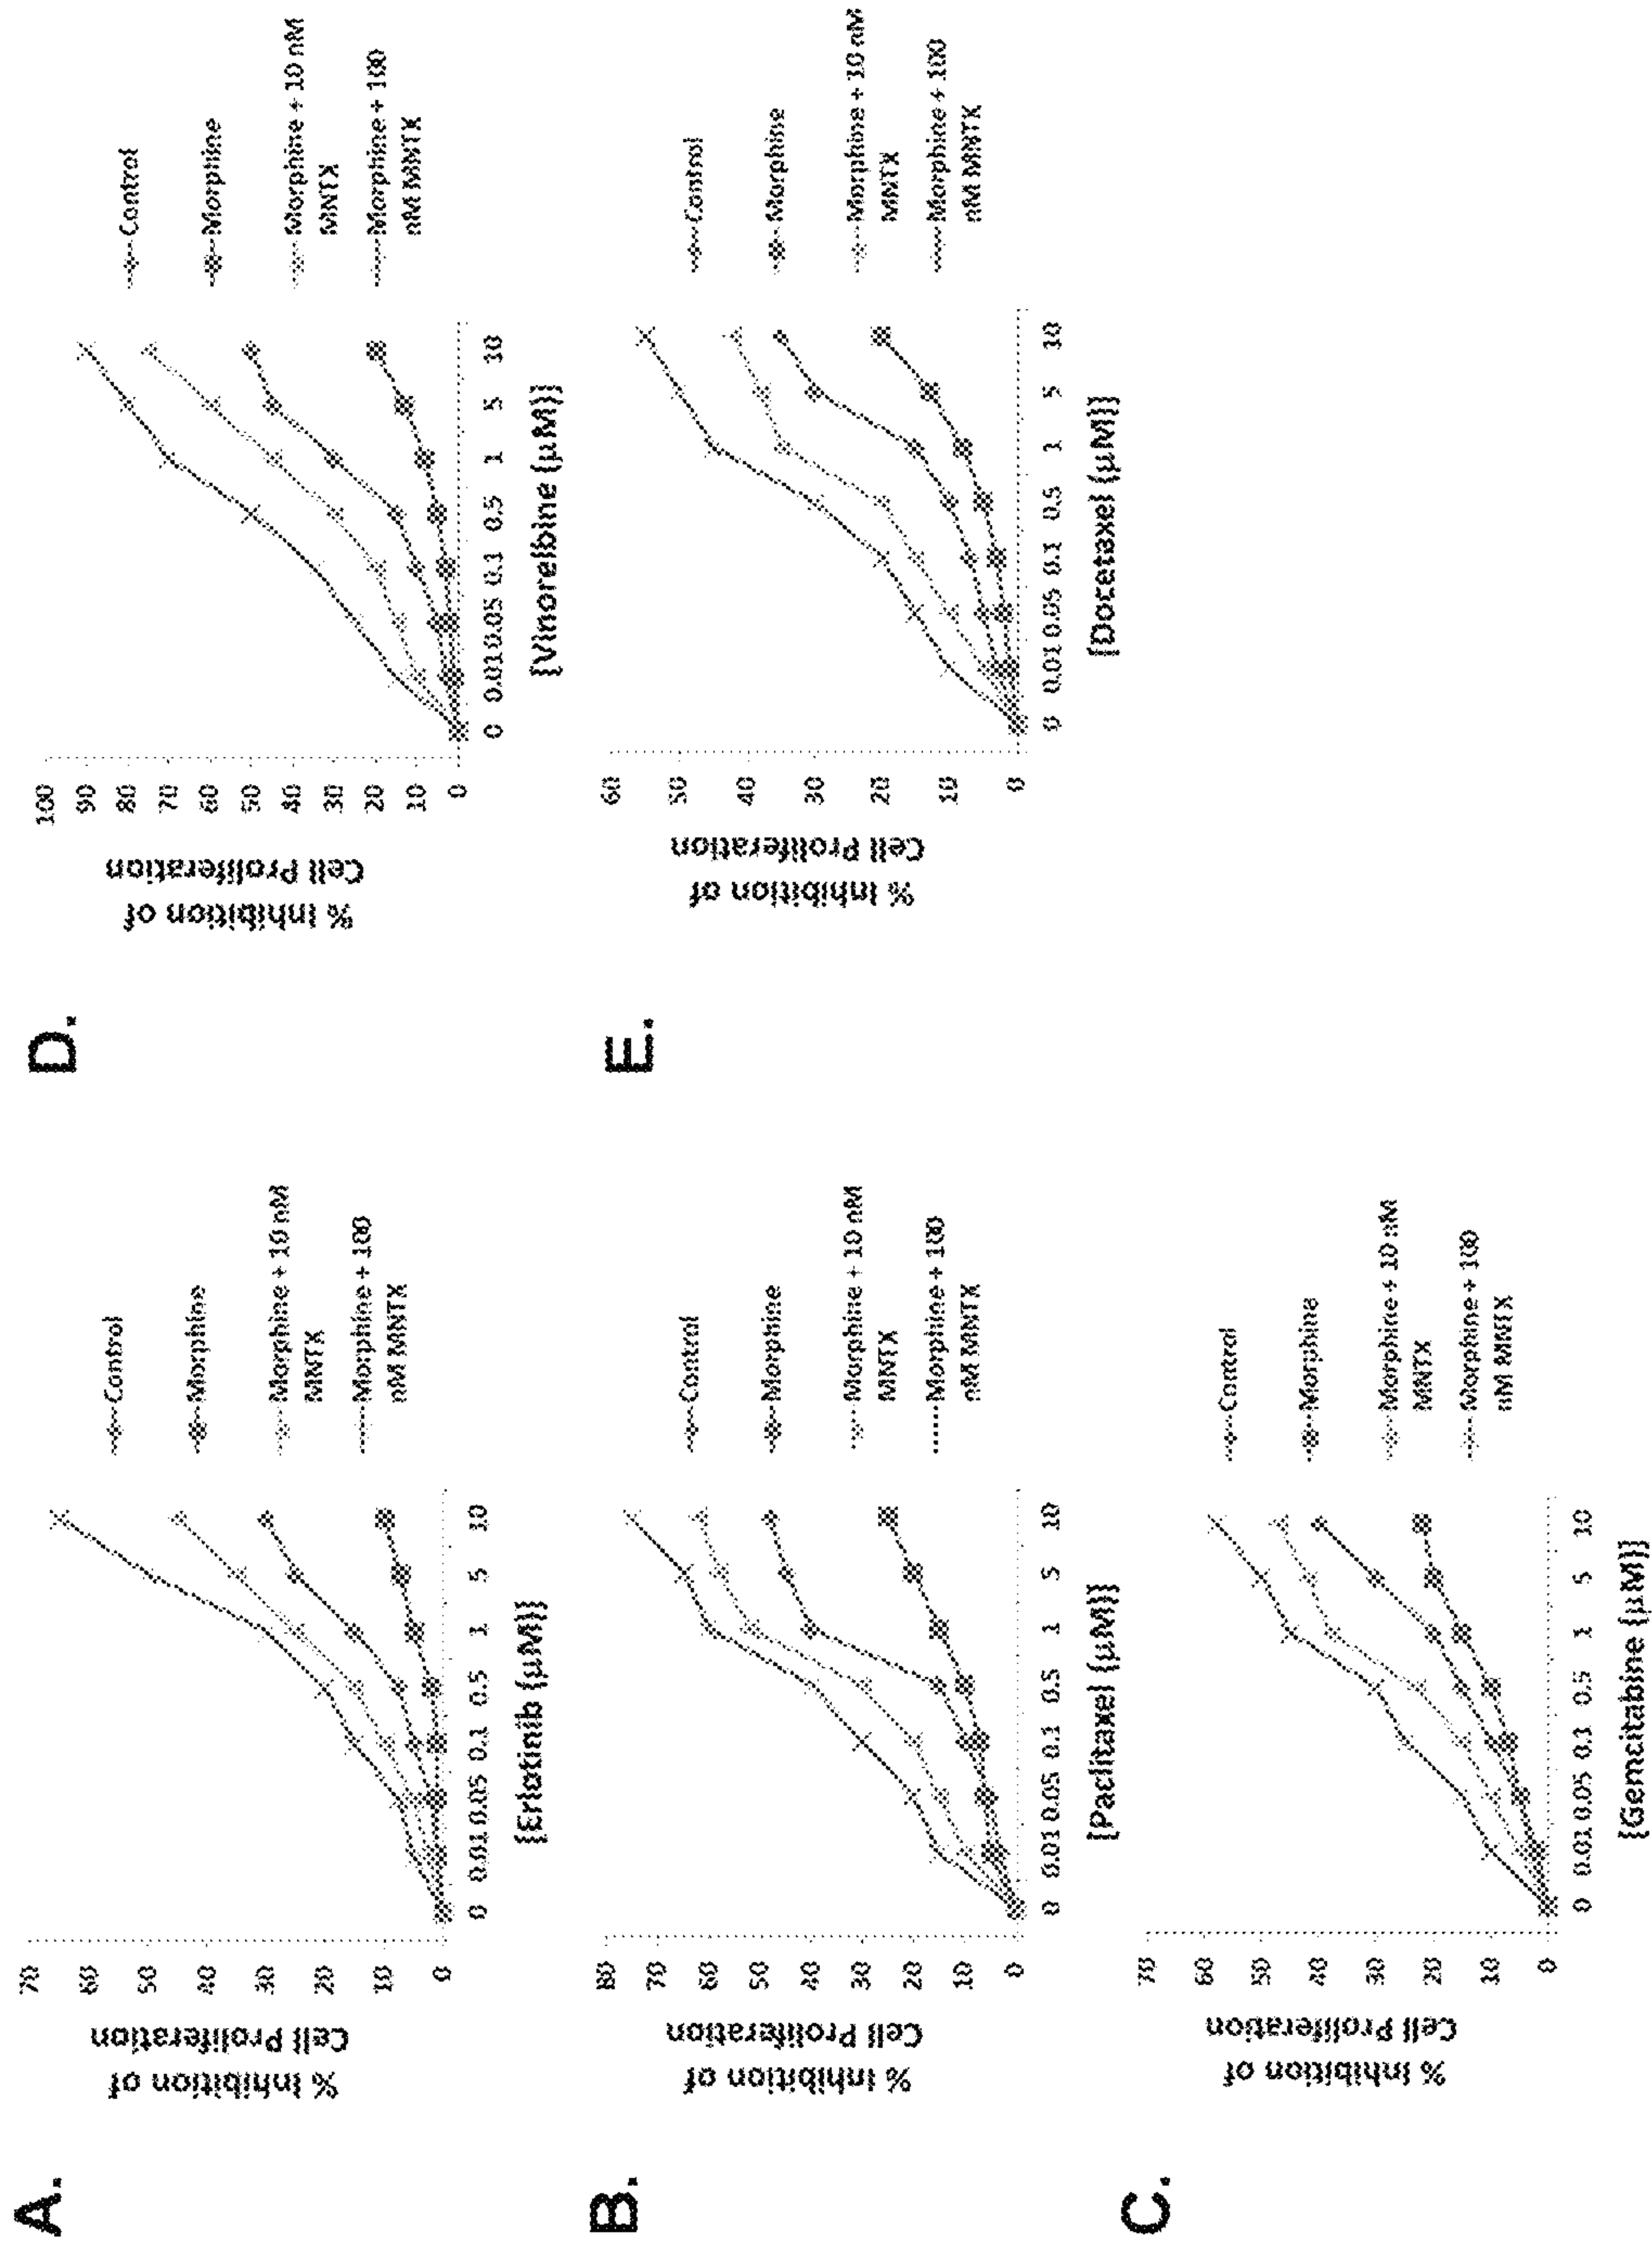 A.
% Inhibition of
Cell Proliferation
70
60
50
40
30
20
10
0
0 0.01 0.05 0.1 0.5 1 5 10
[Erlotinib (μM)]
Control
Morphine
Morphine + 10 nM
MNTX
Morphine + 100
nM MNTX
B.
% Inhibition of
Cell Proliferation
80
70
60
50
40
30
20
10
0
0 0.01 0.05 0.1 0.5 1 5 10
[Paclitaxel (μM)]
Control
Morphine
Morphine + 10 nM
MNTX
Morphine + 100
nM MNTX
C.
% Inhibition of
Cell Proliferation
70
60
50
40
30
20
10
0
0 0.01 0.05 0.1 0.5 1 5 10
[Gemcitabine (μM)]
Control
Morphine
Morphine + 10 nM
MNTX
Morphine + 100
nM MNTX
D.
% Inhibition of
Cell Proliferation
100
90
80
70
60
50
40
30
20
10
0
0 0.01 0.05 0.1 0.5 1 5 10
[Vinorelbine (μM)]
Control
Morphine
Morphine + 10 nM
MNTX
Morphine + 100
nM MNTX
E.
% Inhibition of
Cell Proliferation
60
50
40
30
20
10
0
0 0.01 0.05 0.1 0.5 1 5 10
[Docetaxel (μM)]
Control
Morphine
Morphine + 10 nM
MNTX
Morphine + 100
nM MNTX